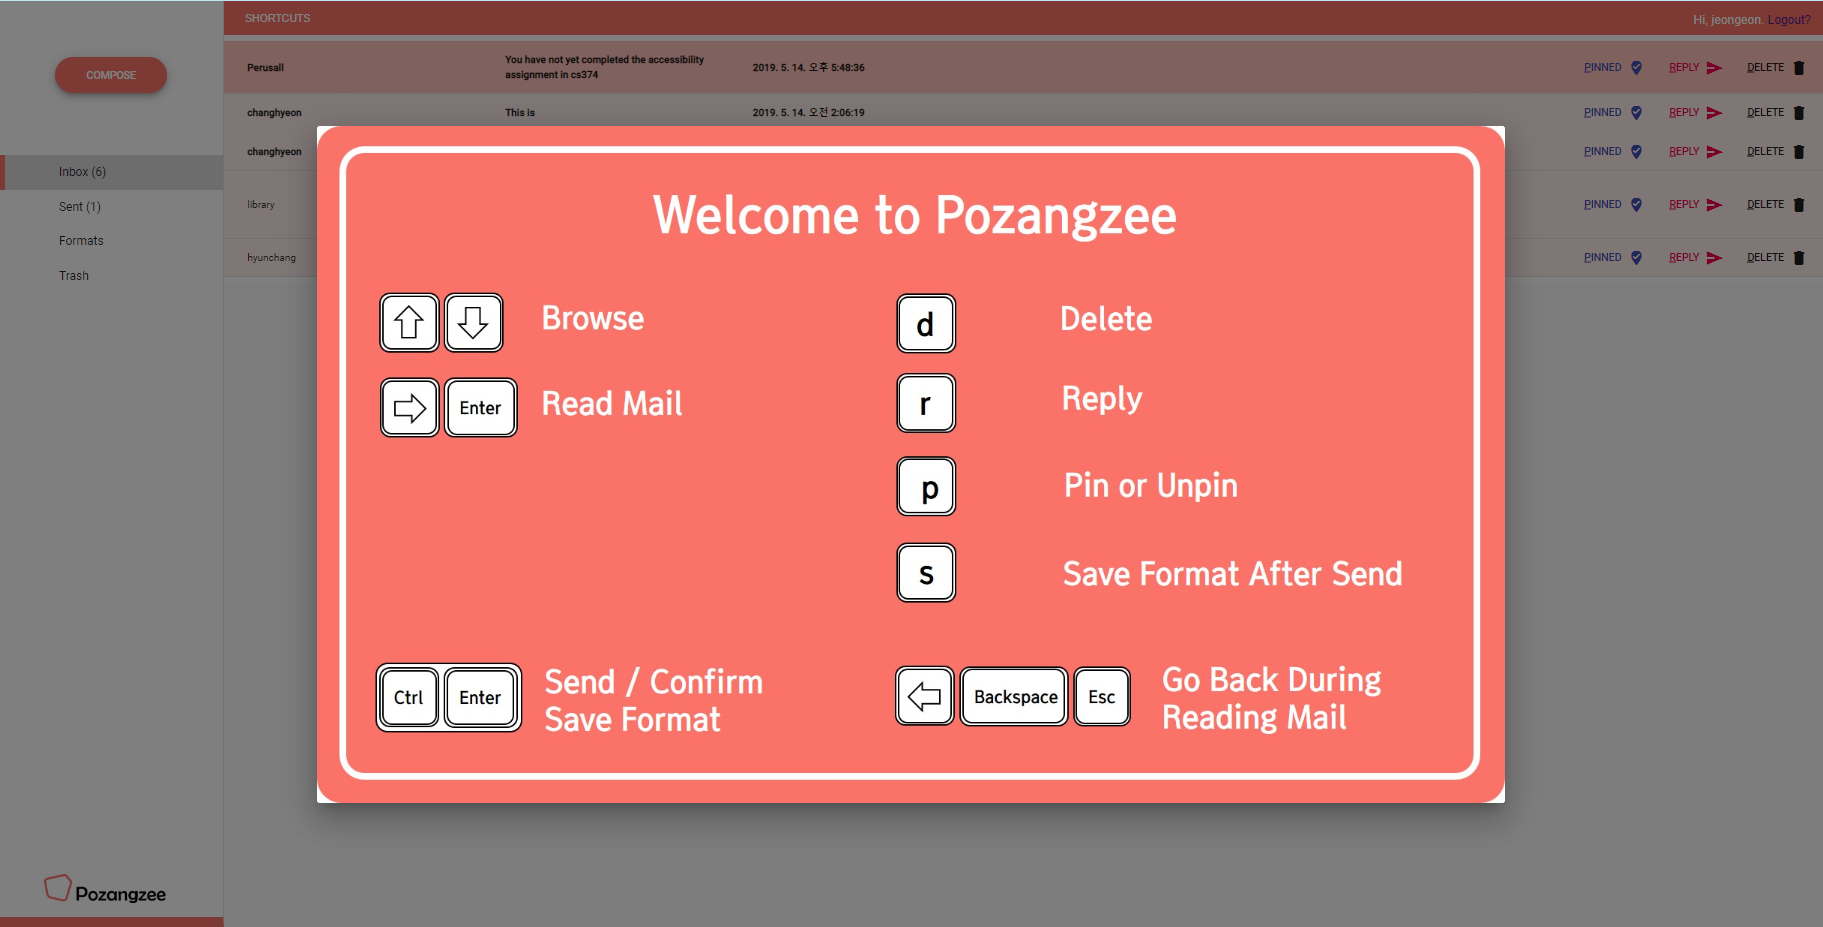 SHORTCUTS
Hi, jeongeon. Logout?
COMPOSE
Inbox (6)
Sent (1)
Formats
Trash
Perusall
You have not yet completed the accessibility
assignment in cs374
2019. 5. 14. 오후 5:48:36
PINNED REPLY DELETE
changhyeon
This is
2019. 5. 14. 오전 2:06:19
PINNED REPLY DELETE
changhyeon
PINNED REPLY DELETE
library
PINNED REPLY DELETE
hyunchang
PINNED REPLY DELETE
Welcome to Pozangzee
Browse
Enter
Read Mail
d
Delete
r
Reply
p
Pin or Unpin
s
Save Format After Send
Ctrl Enter
Send / Confirm
Save Format
Backspace Esc
Go Back During
Reading Mail
Pozangzee